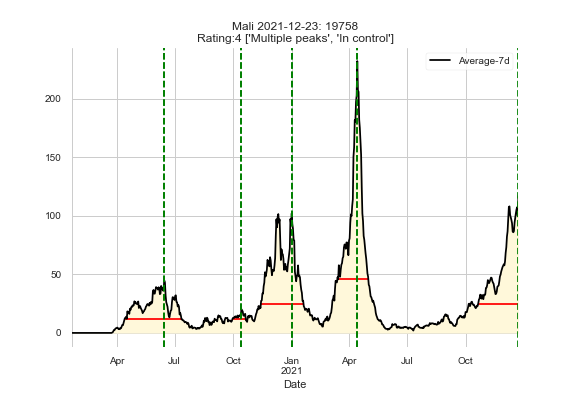 Mali 2021-12-23: 19758
Rating:4 ['Multiple peaks', 'In control']
Average-7d
200
150
100
50
0
Apr
Jul
Oct
Jan
2021
Apr
Jul
Oct
Date